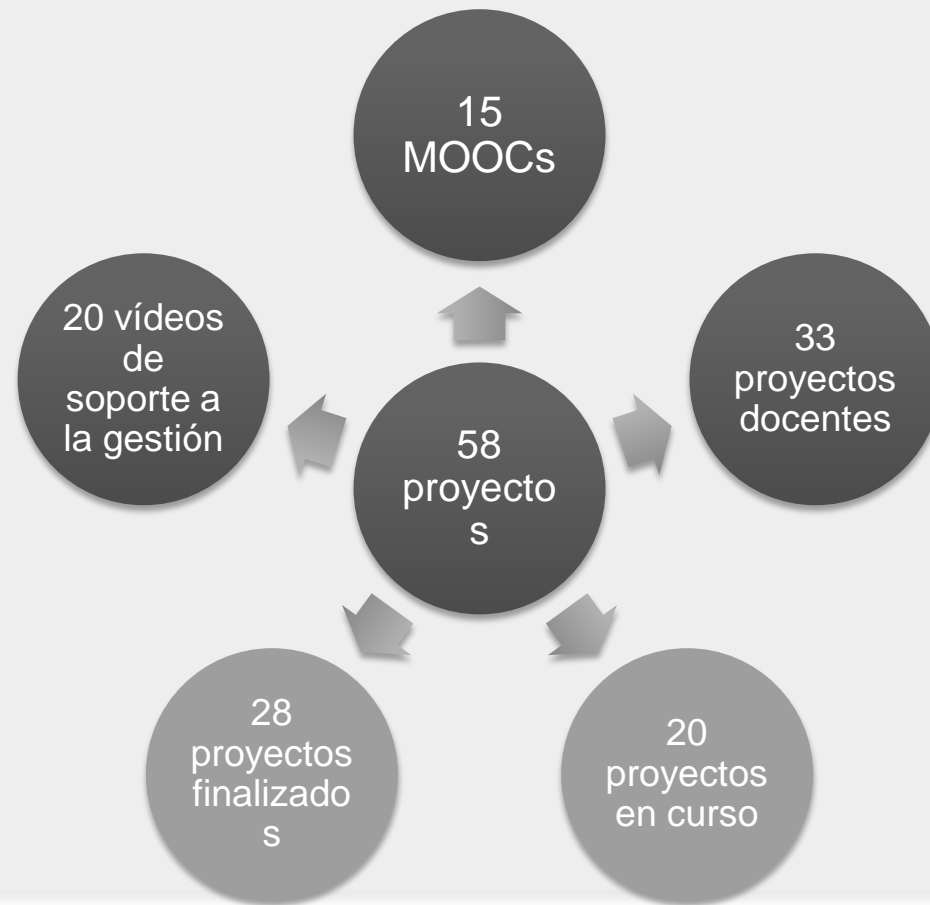 15
MOOCs
20 vídeos
de
soporte a
la gestión
33
proyectos
docentes
58
proyecto
s
28
proyectos
finalizado
s
20
proyectos
en curso